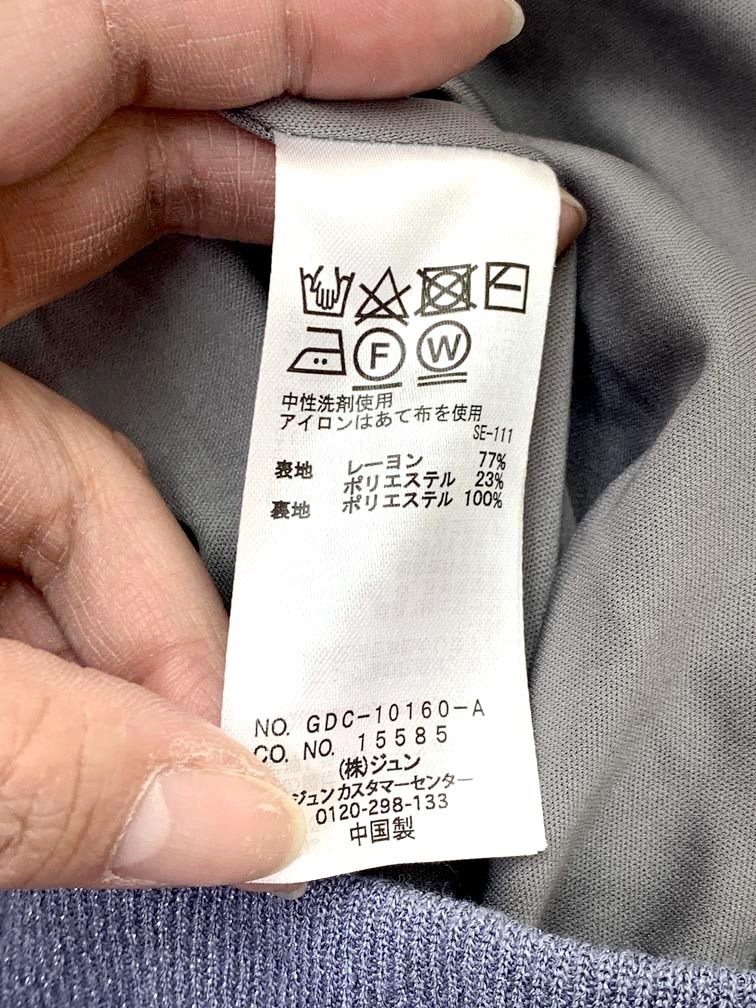 F W
中性洗剤使用
アイロンはあて布を使用
SE-111
表地 レーヨン 77%
ポリエステル 23%
裏地 ポリエステル 100%
NO. GDC-10160-A
CO. NO. 15585
(株)ジュン
ジュンカスタマーセンター
0120-298-133
中国製